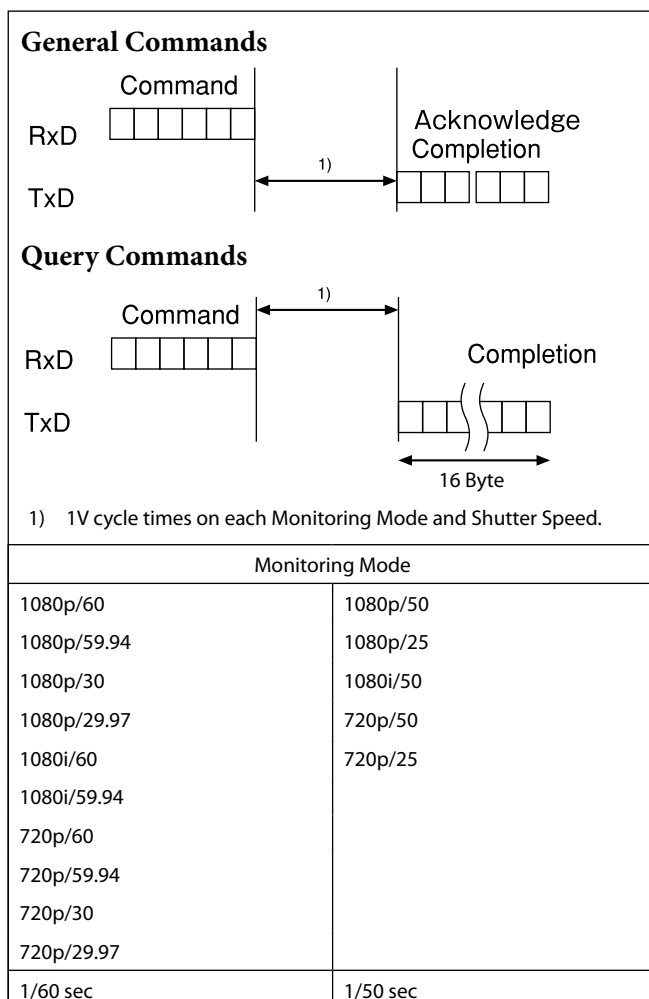 General Commands
Command
RxD
Acknowledge
Completion
1)
TxD
Query Commands
1)
Command
RxD
Completion
TxD
16 Byte
1) 1V cycle times on each Monitoring Mode and Shutter Speed.
Monitoring Mode
1080p/60 1080p/50
1080p/59.94 1080p/25
1080p/30 1080i/50
1080p/29.97 720p/50
1080i/60 720p/25
1080i/59.94
720p/60
720p/59.94
720p/30
720p/29.97
1/60 sec 1/50 sec